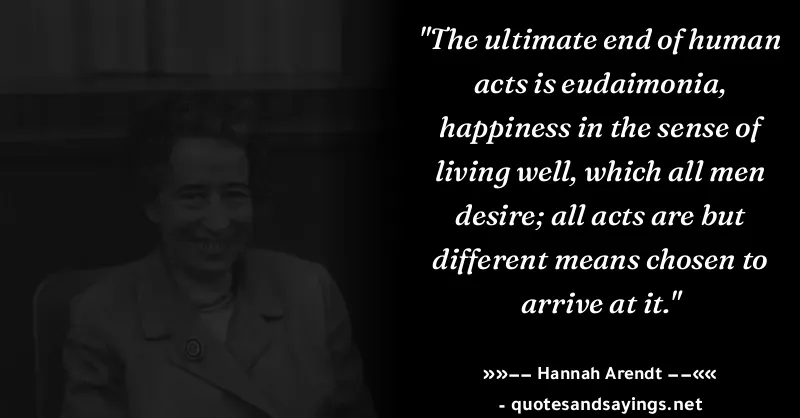 "The ultimate end of human
acts is eudaimonia,
happiness in the sense of
living well, which all men
desire; all acts are but
different means chosen to
arrive at it."
»»–– Hannah Arendt ––««
- quotesandsayings.net